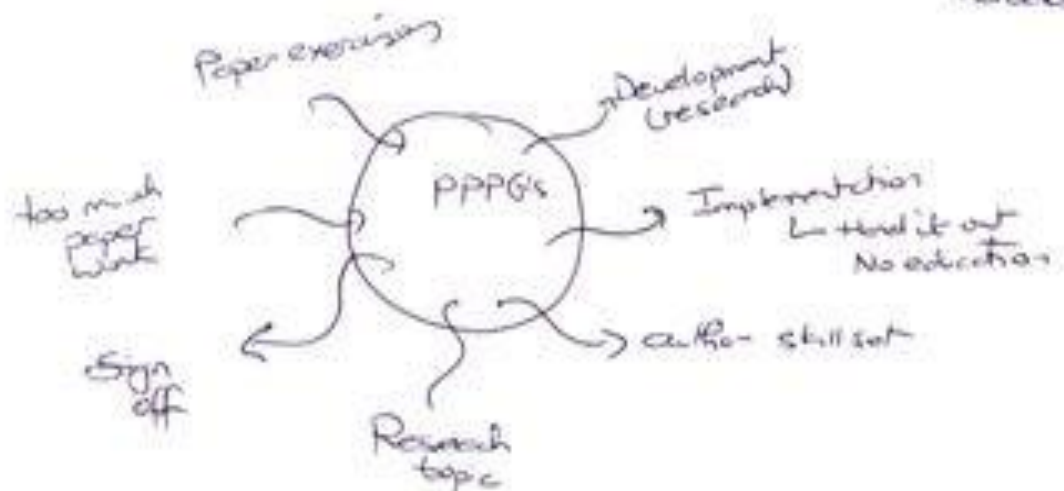 Paper exercises
Development
(research)
PPPG's
too much
paper
work
Implementation
Hand it out
No education
author skill set
Sign
off
Research
topic